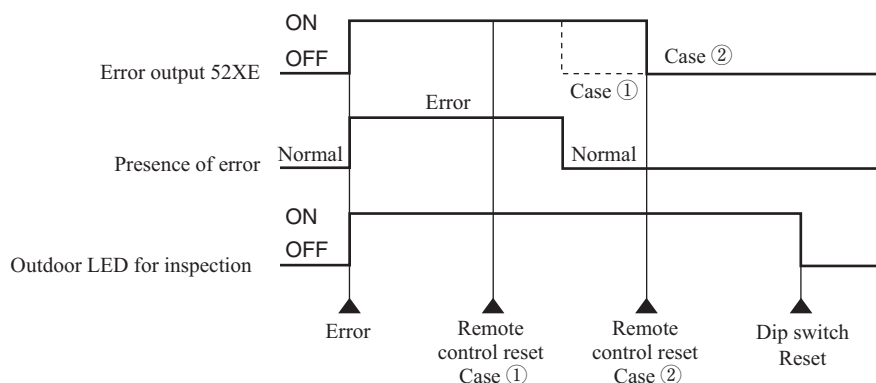 ON
OFF
Error output 52XE
Case ②
Case ①
Error
Presence of error
Normal
Normal
ON
OFF
Outdoor LED for inspection
Error
Remote
control reset
Case ①
Remote
control reset
Case ②
Dip switch
Reset